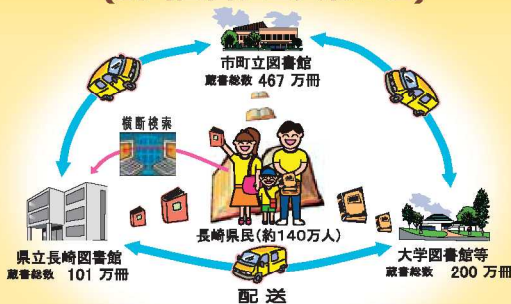 市町立図書館
蔵書総数 467 万冊
横断検索
長崎県民(約140万人)
県立長崎図書館
蔵書総数 101 万冊
大学図書館等
蔵書総数 200 万冊
配送